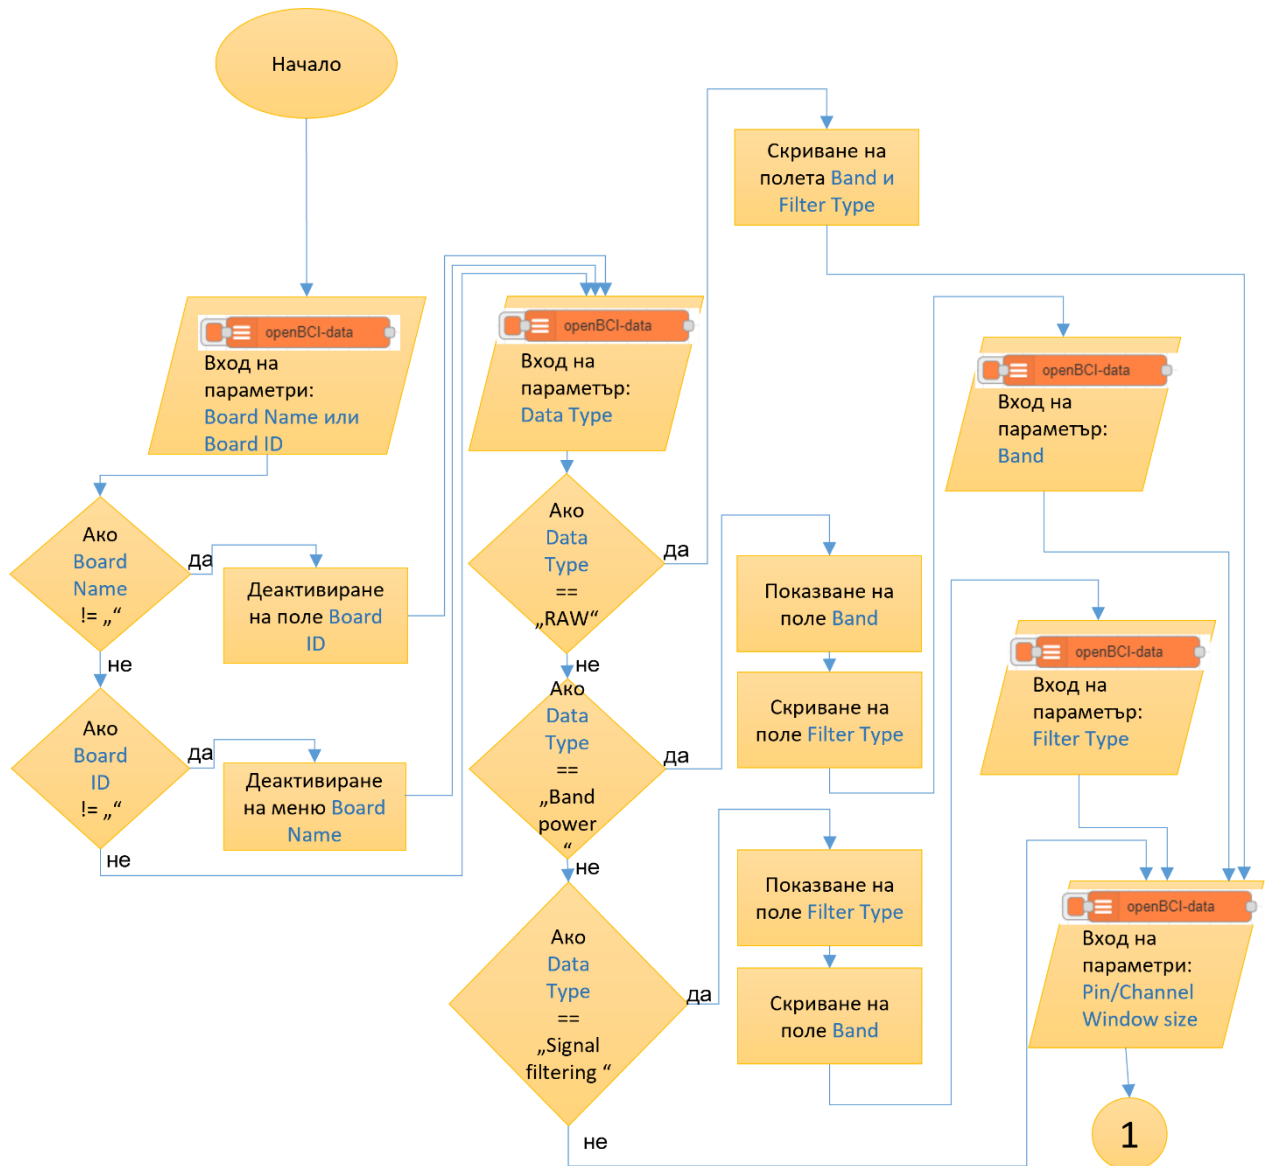 Начало
openBCI-data
Вход на
параметри:
Board Name или
Board ID
Ако
Board
Name
!= „“
да
Деактивиране
на поле Board
ID
не
Ако
Board
ID
!= „“
да
Деактивиране
на меню Board
Name
не
openBCI-data
Вход на
параметър:
Data Type
Ако
Data
Type
==
„RAW“
да
Скриване на
полета Band и
Filter Type
не
Ако
Data
Type
==
„Band
power
“
да
Показване на
поле Band
Скриване на
поле Filter Type
не
Ако
Data
Type
==
„Signal
filtering “
да
Показване на
поле Filter Type
Скриване на
поле Band
не
openBCI-data
Вход на
параметър:
Band
openBCI-data
Вход на
параметър:
Filter Type
openBCI-data
Вход на
параметри:
Pin/Channel
Window size
1